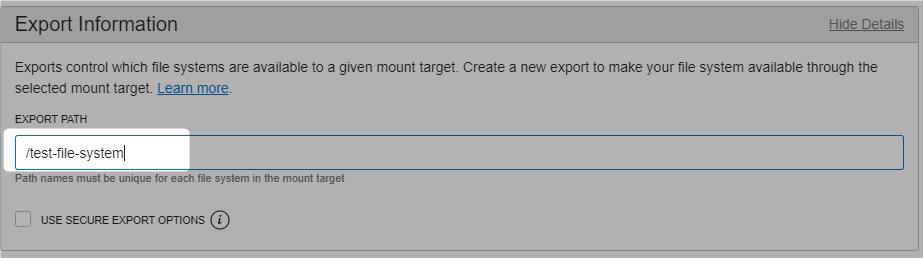 Export Information Hide Details
Exports control which file systems are available to a given mount target. Create a new export to make your file system available through the
selected mount target. Learn more.
EXPORT PATH
/test-file-system
Path names must be unique for each file system in the mount target
USE SECURE EXPORT OPTIONS i